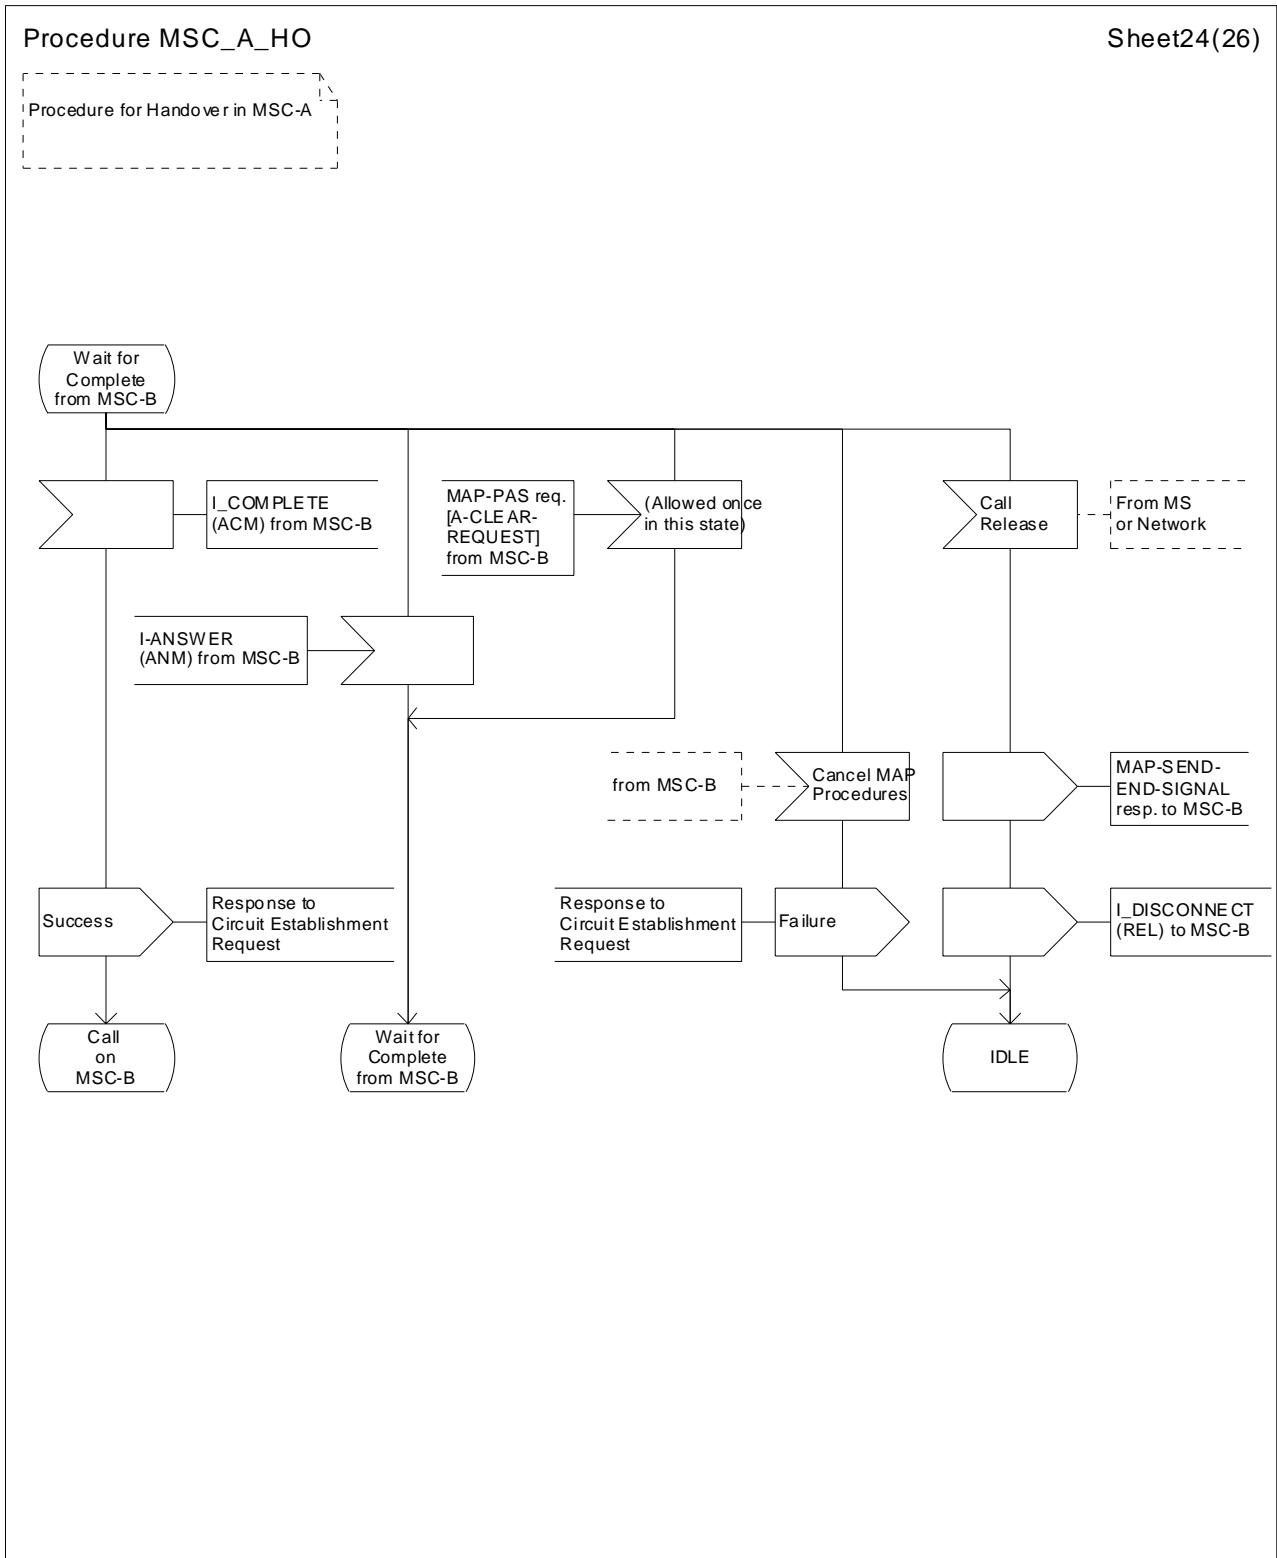 Procedure MSC_A_HO
Sheet24(26)
Procedure for Handover in MSC-A
Wait for
Complete
from MSC-B
I_COMPLETE
(ACM) from MSC-B
MAP-PAS req.
[A-CLEAR-
REQUEST]
from MSC-B
(Allowed once
in this state)
Call
Release
From MS
or Network
I-ANSWER
(ANM) from MSC-B
from MSC-B
Cancel MAP
Procedures
MAP-SEND-
END-SIGNAL
resp. to MSC-B
Success
Response to
Circuit Establishment
Request
Response to
Circuit Establishment
Request
Failure
I_DISCONNECT
(REL) to MSC-B
Call
on
MSC-B
Wait for
Complete
from MSC-B
IDLE